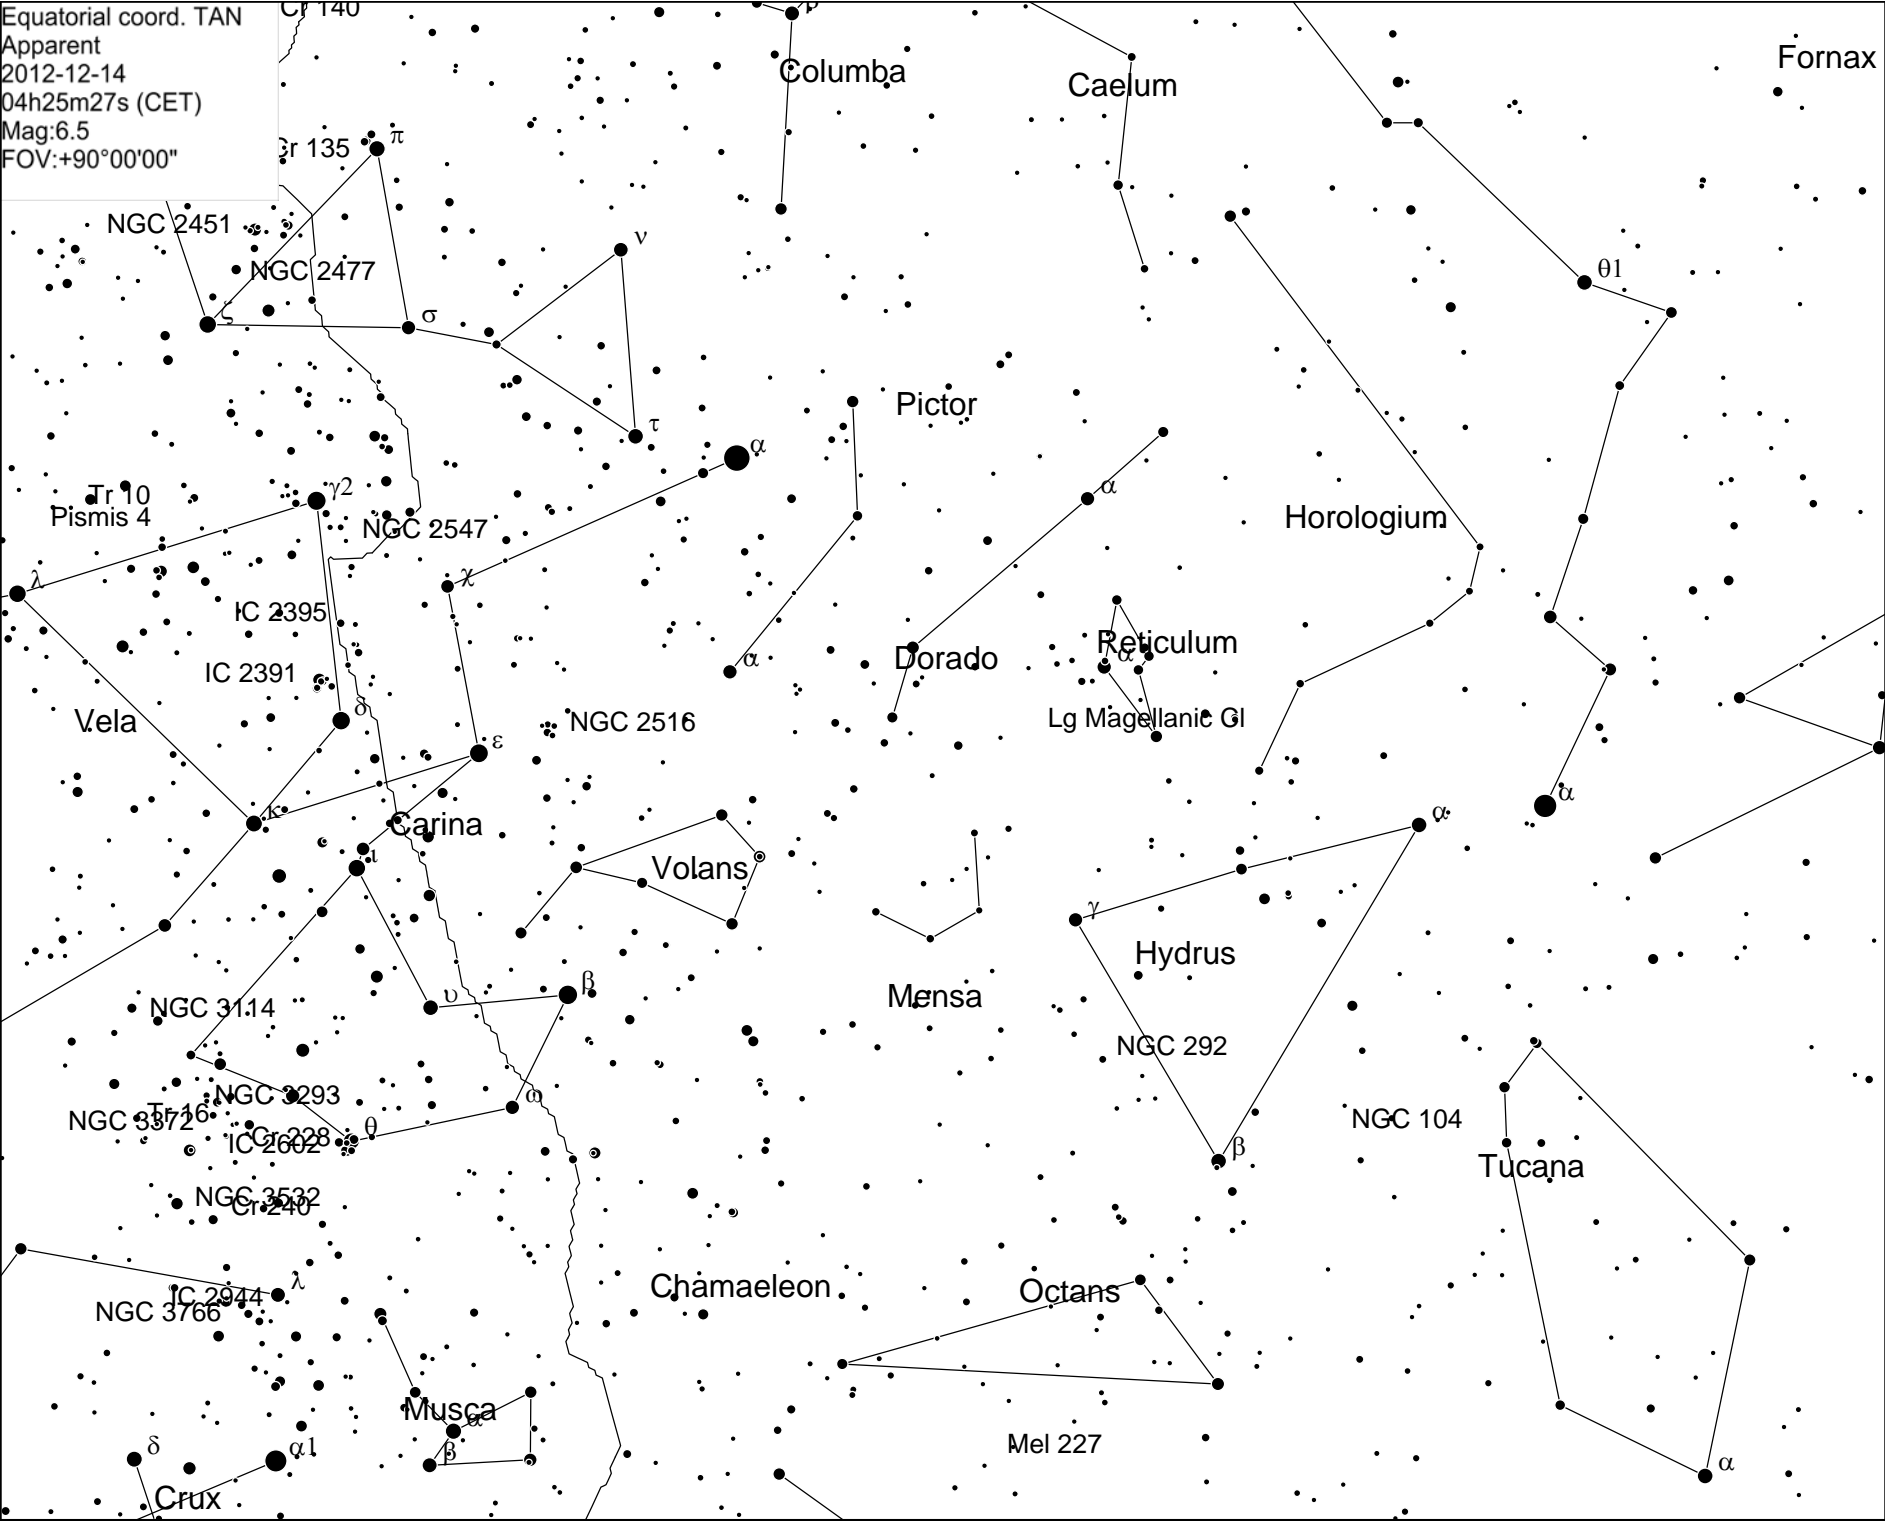 Equatorial coord. TAN
Apparent
2012-12-14
04h25m27s (CET)
Mag:6.5
FOV:+90°00'00"
Cr 140
β
Columba
Caelum
Fornax
Cr 135
π
NGC 2451
ν
NGC 2477
θ1
ζ
σ
Pictor
τ
α
α
Tr 10
γ2
Pismis 4
NGC 2547
Horologium
λ
χ
IC 2395
Reticulum
α
Dorado
α
IC 2391
δ
Vela
NGC 2516
Lg Magellanic Cl
ε
α
κ
Carina
α
ι
Volans
γ
Hydrus
β
υ
Mensa
NGC 3114
NGC 292
NGC 3293
ω
Tr 16
NGC 3372
NGC 104
θ
Cr 228
IC 2602
β
Tucana
NGC 3532
Cr 240
λ
Chamaeleon
Octans
IC 2944
NGC 3766
Musca
α
δ
α1
β
Mel 227
α
Crux